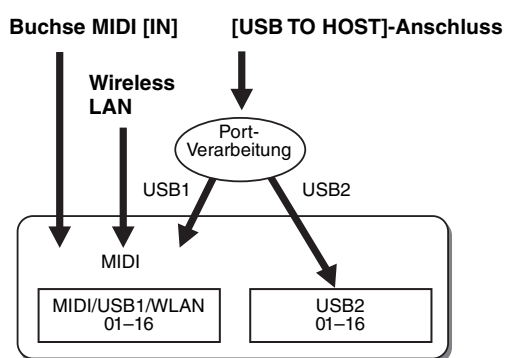 Buchse MIDI [IN]
[USB TO HOST]-Anschluss
Wireless
LAN
Port-
Verarbeitung
USB1
USB2
MIDI
MIDI/USB1/WLAN
01–16
USB2
01–16